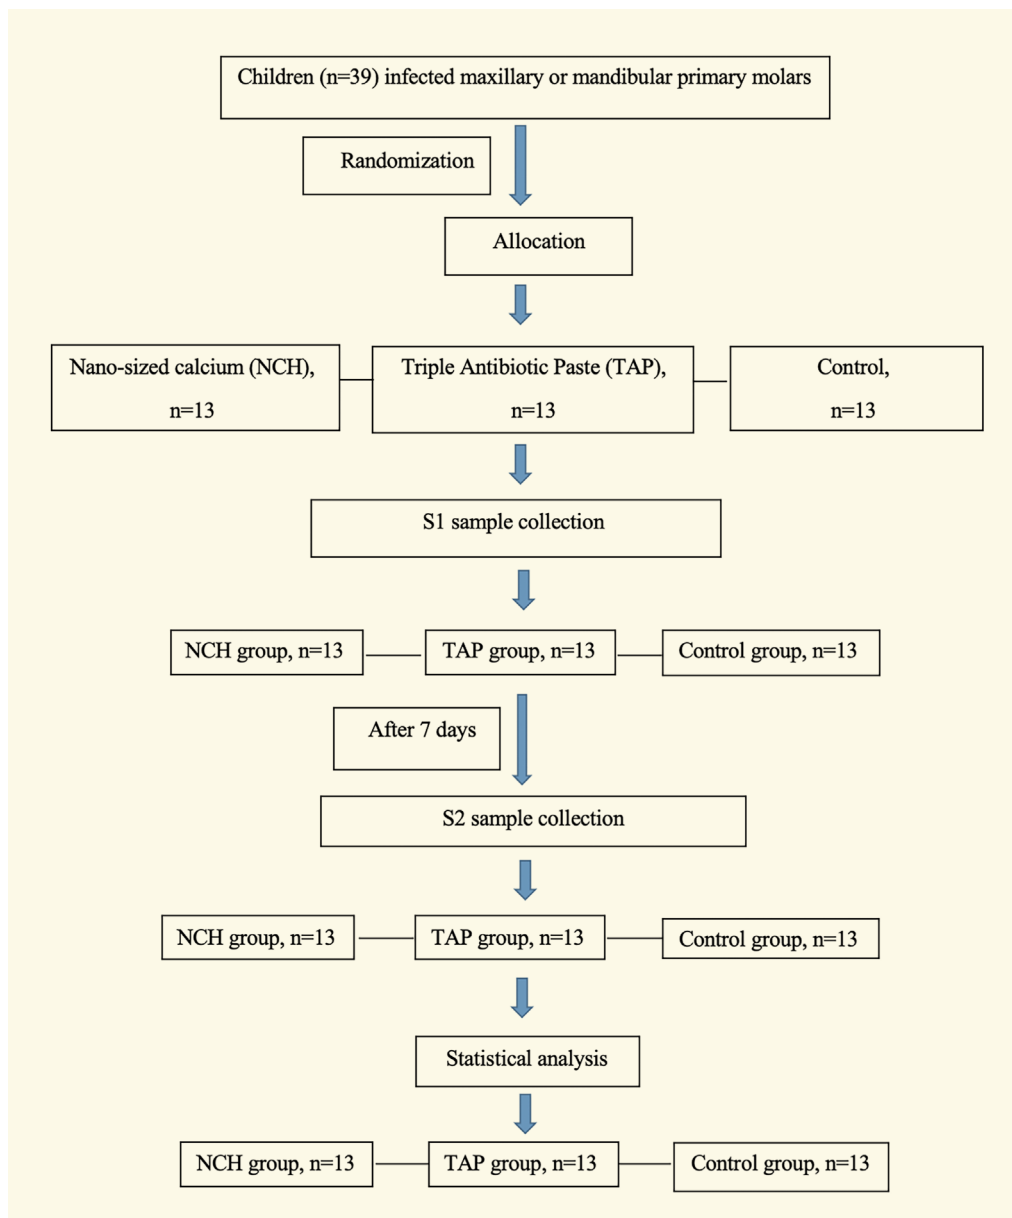 Children (n=39) infected maxillary or mandibular primary molars
Randomization
Allocation
Nano-sized calcium (NCH),
n=13
Triple Antibiotic Paste (TAP),
n=13
Control,
n=13
S1 sample collection
NCH group, n=13
TAP group, n=13
Control group, n=13
After 7 days
S2 sample collection
NCH group, n=13
TAP group, n=13
Control group, n=13
Statistical analysis
NCH group, n=13
TAP group, n=13
Control group, n=13